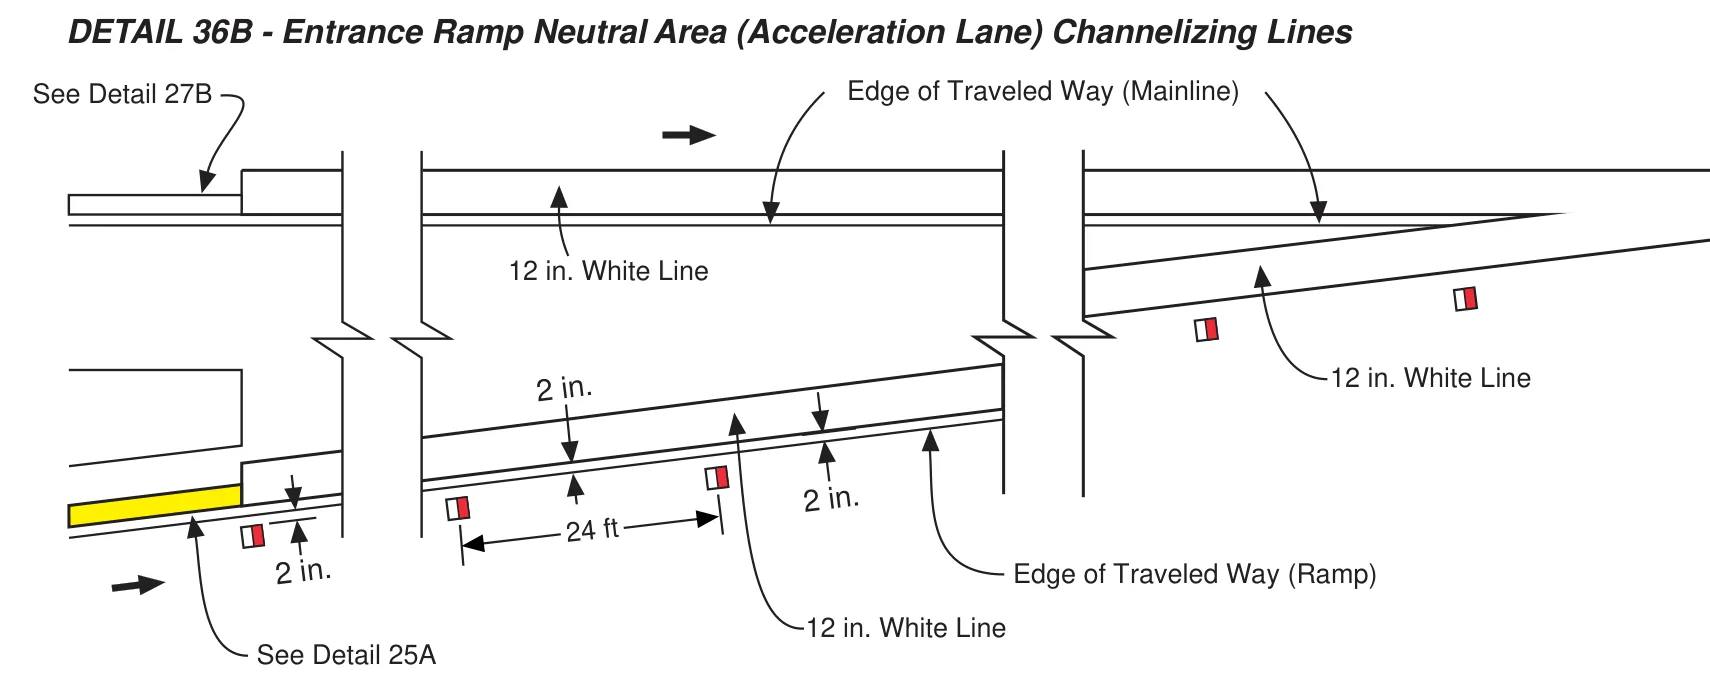 DETAIL 36B - Entrance Ramp Neutral Area (Acceleration Lane) Channelizing Lines
See Detail 27B
Edge of Traveled Way (Mainline)
12 in. White Line
12 in. White Line
2 in.
2 in.
24 ft
2 in.
Edge of Traveled Way (Ramp)
12 in. White Line
See Detail 25A